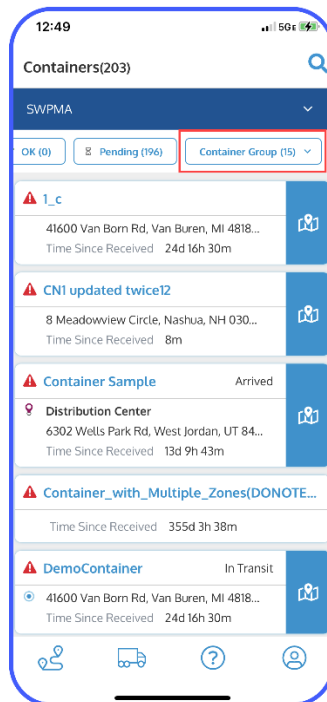 12:49
5GE
Containers(203)
SWPMA
OK (0)
Pending (196)
Container Group (15)
1_c
41600 Van Born Rd, Van Buren, MI 4818...
Time Since Received 24d 16h 30m
CN1 updated twice12
8 Meadowview Circle, Nashua, NH 030...
Time Since Received 8m
Container Sample
Arrived
Distribution Center
6302 Wells Park Rd, West Jordan, UT 84...
Time Since Received 13d 9h 43m
Container_with_Multiple_Zones(DONOTE...
Time Since Received 355d 3h 38m
DemoContainer
In Transit
41600 Van Born Rd, Van Buren, MI 4818...
Time Since Received 24d 16h 30m
?